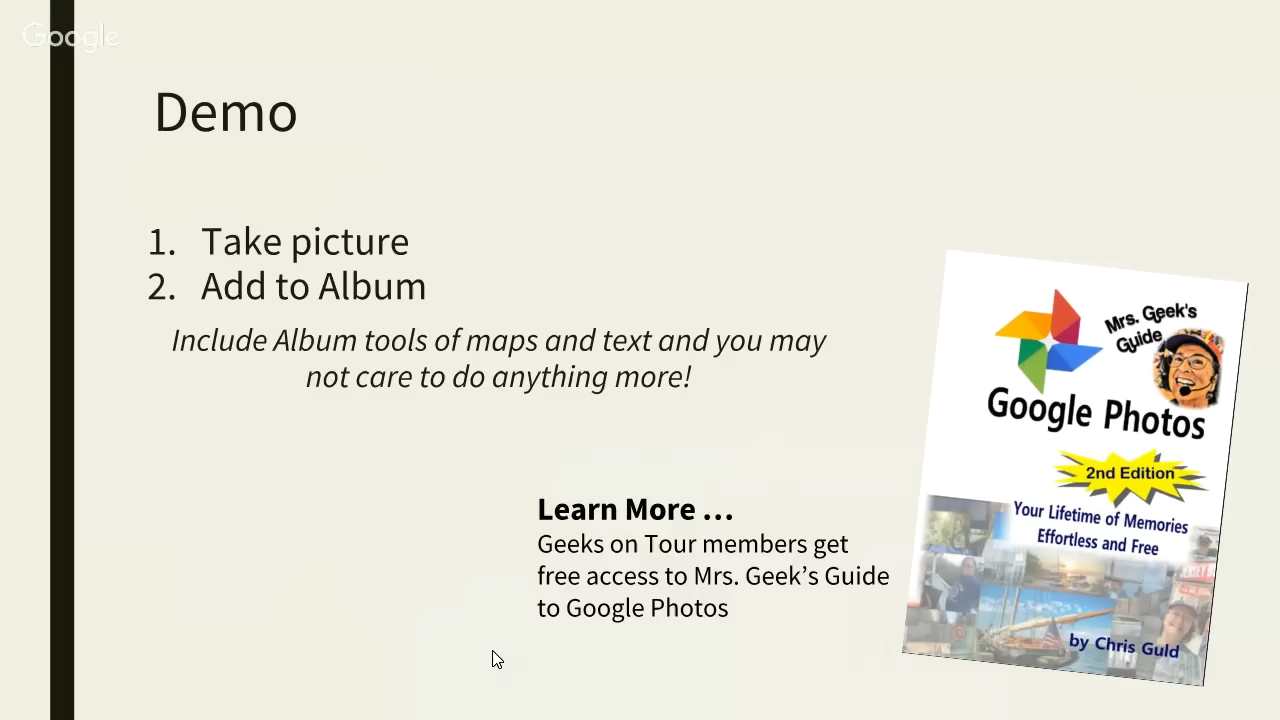 Google
Demo
1. Take picture
2. Add to Album
Include Album tools of maps and text and you may
not care to do anything more!
Learn More …
Geeks on Tour members get
free access to Mrs. Geek’s Guide
to Google Photos
Mrs. Geek's
Guide
Google Photos
2nd Edition
Your Lifetime of Memories
Effortless and Free
by Chris Guld